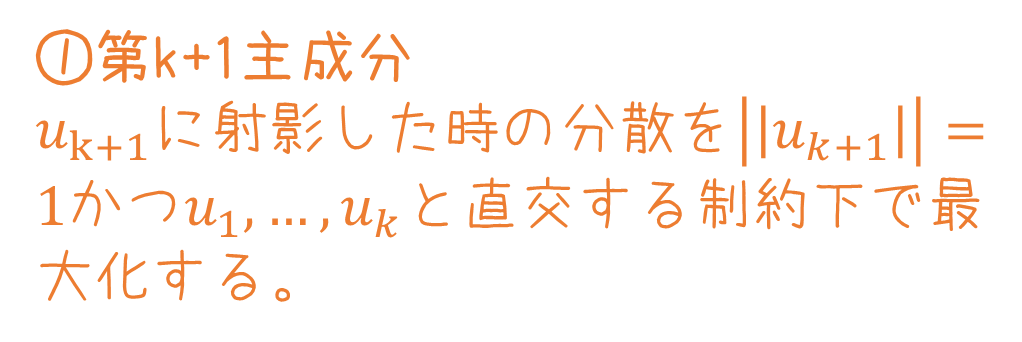 ①第k+1主成分
u_{k+1}に射影した時の分散を||u_{k+1}|| =
1かつu_1, … , u_kと直交する制約下で最
大化する。